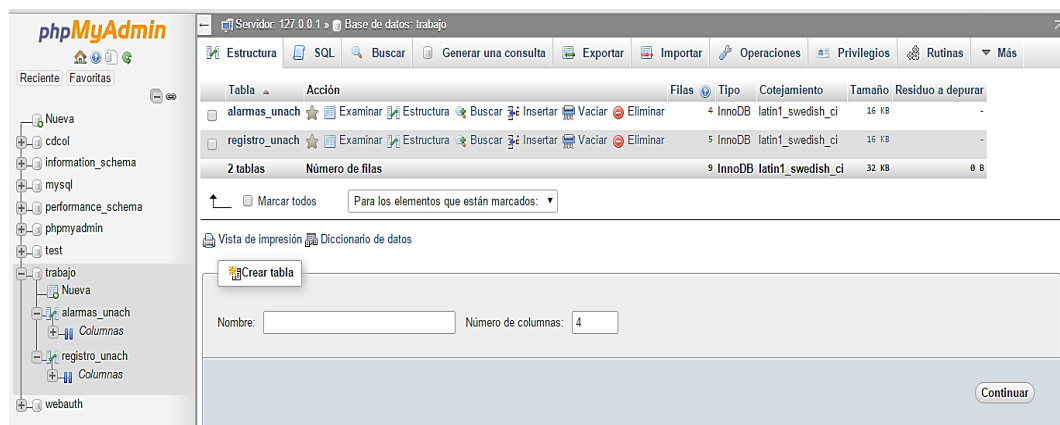 phpMyAdmin
Reciente Favoritas
Nueva
cdcol
information_schema
mysql
performance_schema
phpmyadmin
test
trabajo
Nueva
alarmas_unach
Columnas
registro_unach
Columnas
webauth
Servidor: 127.0.0.1 » Base de datos: trabajo
Estructura SQL Buscar Generar una consulta Exportar Importar Operaciones Privilegios Rutinas Más
Tabla Acción Filas Tipo Cotejamiento Tamaño Residuo a depurar
alarmas_unach Examinar Estructura Buscar Insertar Vaciar Eliminar 4 InnoDB latin1_swedish_ci 16 KB -
registro_unach Examinar Estructura Buscar Insertar Vaciar Eliminar 5 InnoDB latin1_swedish_ci 16 KB -
2 tablas Número de filas 9 InnoDB latin1_swedish_ci 32 KB 0 B
Marcar todos Para los elementos que están marcados:
Vista de impresión Diccionario de datos
Crear tabla
Nombre: Número de columnas: 4
Continuar